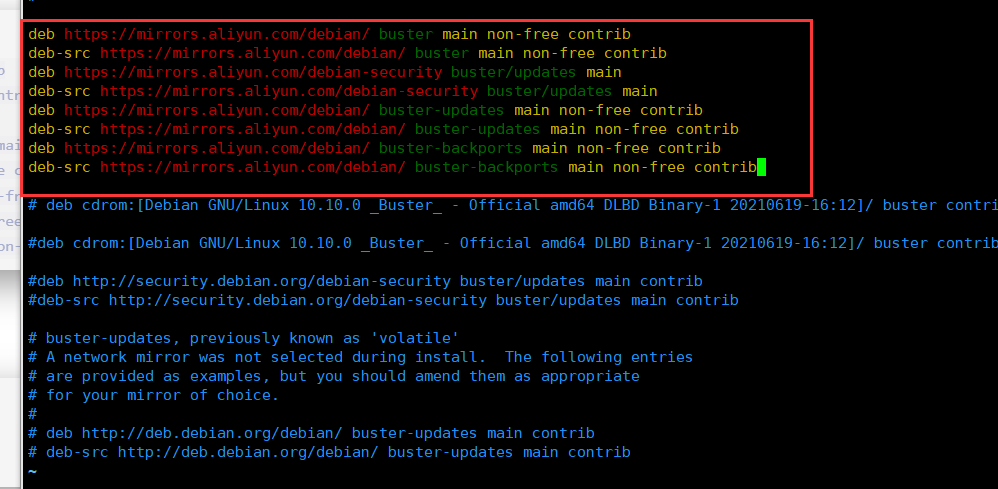 #
deb https://mirrors.aliyun.com/debian/ buster main non-free contrib
deb-src https://mirrors.aliyun.com/debian/ buster main non-free contrib
deb https://mirrors.aliyun.com/debian-security buster/updates main
deb-src https://mirrors.aliyun.com/debian-security buster/updates main
deb https://mirrors.aliyun.com/debian/ buster-updates main non-free contrib
deb-src https://mirrors.aliyun.com/debian/ buster-updates main non-free contrib
deb https://mirrors.aliyun.com/debian/ buster-backports main non-free contrib
deb-src https://mirrors.aliyun.com/debian/ buster-backports main non-free contrib
# deb cdrom:[Debian GNU/Linux 10.10.0 _Buster_ - Official amd64 DLBD Binary-1 20210619-16:12]/ buster contri
#deb cdrom:[Debian GNU/Linux 10.10.0 _Buster_ - Official amd64 DLBD Binary-1 20210619-16:12]/ buster contrib
#deb http://security.debian.org/debian-security buster/updates main contrib
#deb-src http://security.debian.org/debian-security buster/updates main contrib
# buster-updates, previously known as 'volatile'
# A network mirror was not selected during install.  The following entries
# are provided as examples, but you should amend them as appropriate
# for your mirror of choice.
#
# deb http://deb.debian.org/debian/ buster-updates main contrib
# deb-src http://deb.debian.org/debian/ buster-updates main contrib
~